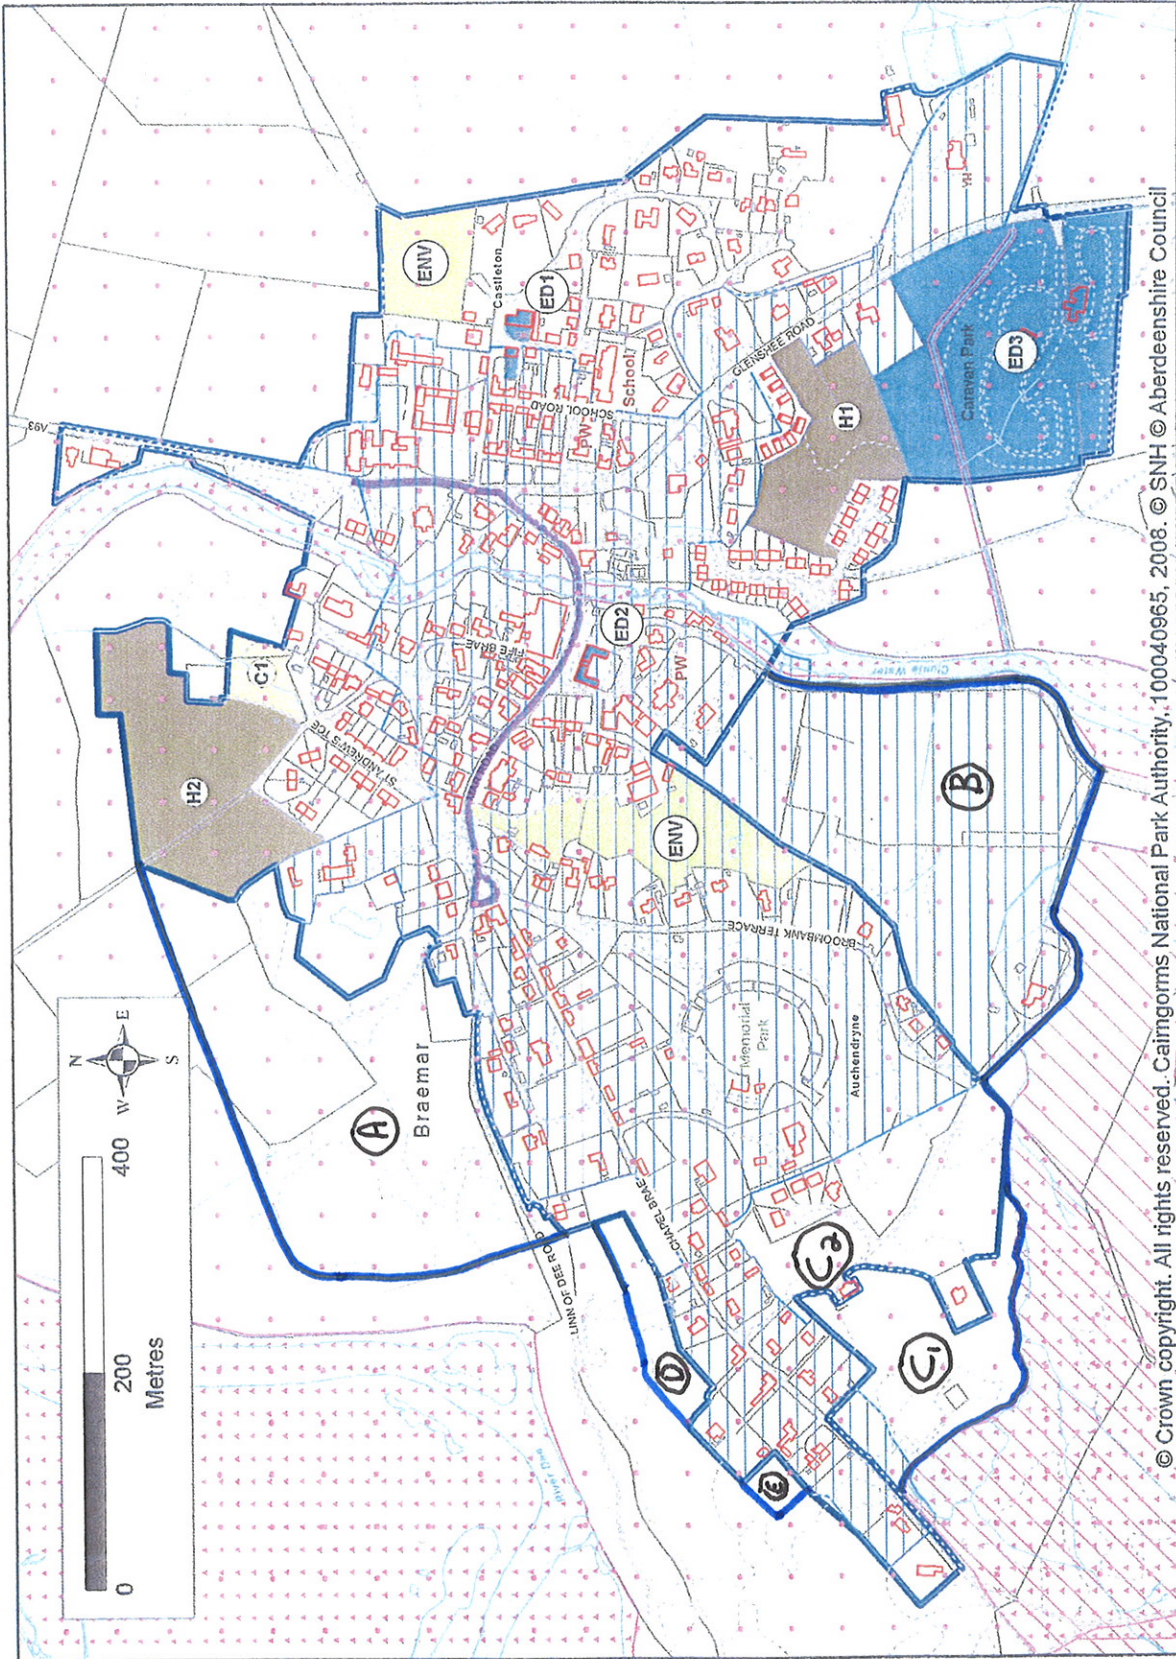 A93
ENV
Castleton
ED1
SCHOOL ROAD
School
PW
GLENSHEE ROAD
H1
YH
Caravan Park
ED3
H2
C1
ST ANDREW'S TCE
FIFE BRAE
ED2
PW
Clunie Water
ENV
B
BROOMBANK TERRACE
Memorial
Park
Auchendryne
N
W E
S
0 200 400
Metres
A
Braemar
LINN OF DEE ROAD
CHAPEL BRAE
C2
C1
D
E
River Dee
© Crown copyright. All rights reserved. Cairngorms National Park Authority, 100040965, 2008. © SNH © Aberdeenshire Council